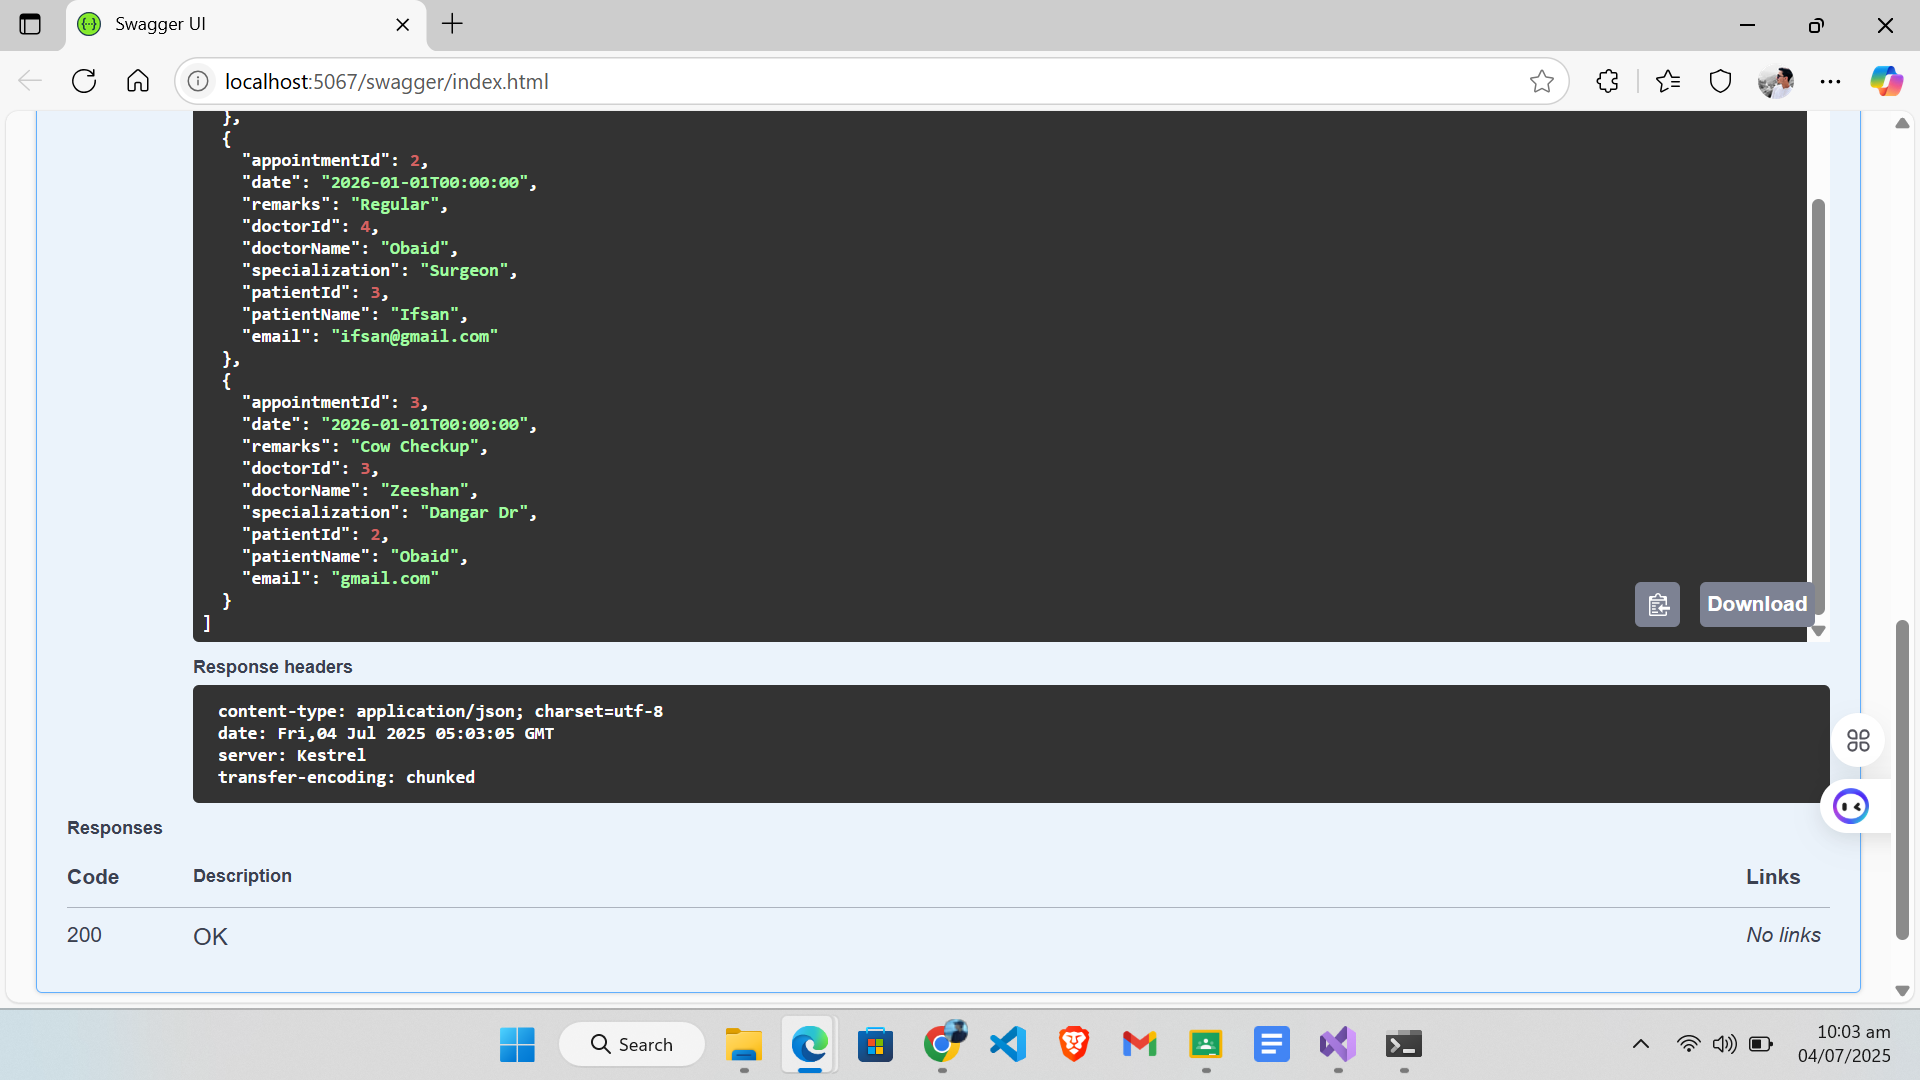 Swagger UI
localhost:5067/swagger/index.html
},
{
"appointmentId": 2,
"date": "2026-01-01T00:00:00",
"remarks": "Regular",
"doctorId": 4,
"doctorName": "Obaid",
"specialization": "Surgeon",
"patientId": 3,
"patientName": "Ifsan",
"email": "ifsan@gmail.com"
},
{
"appointmentId": 3,
"date": "2026-01-01T00:00:00",
"remarks": "Cow Checkup",
"doctorId": 3,
"doctorName": "Zeeshan",
"specialization": "Dangar Dr",
"patientId": 2,
"patientName": "Obaid",
"email": "gmail.com"
}
]
Download
Response headers
content-type: application/json; charset=utf-8
date: Fri,04 Jul 2025 05:03:05 GMT
server: Kestrel
transfer-encoding: chunked
Responses
Code Description Links
200 OK No links
Search
10:03 am
04/07/2025